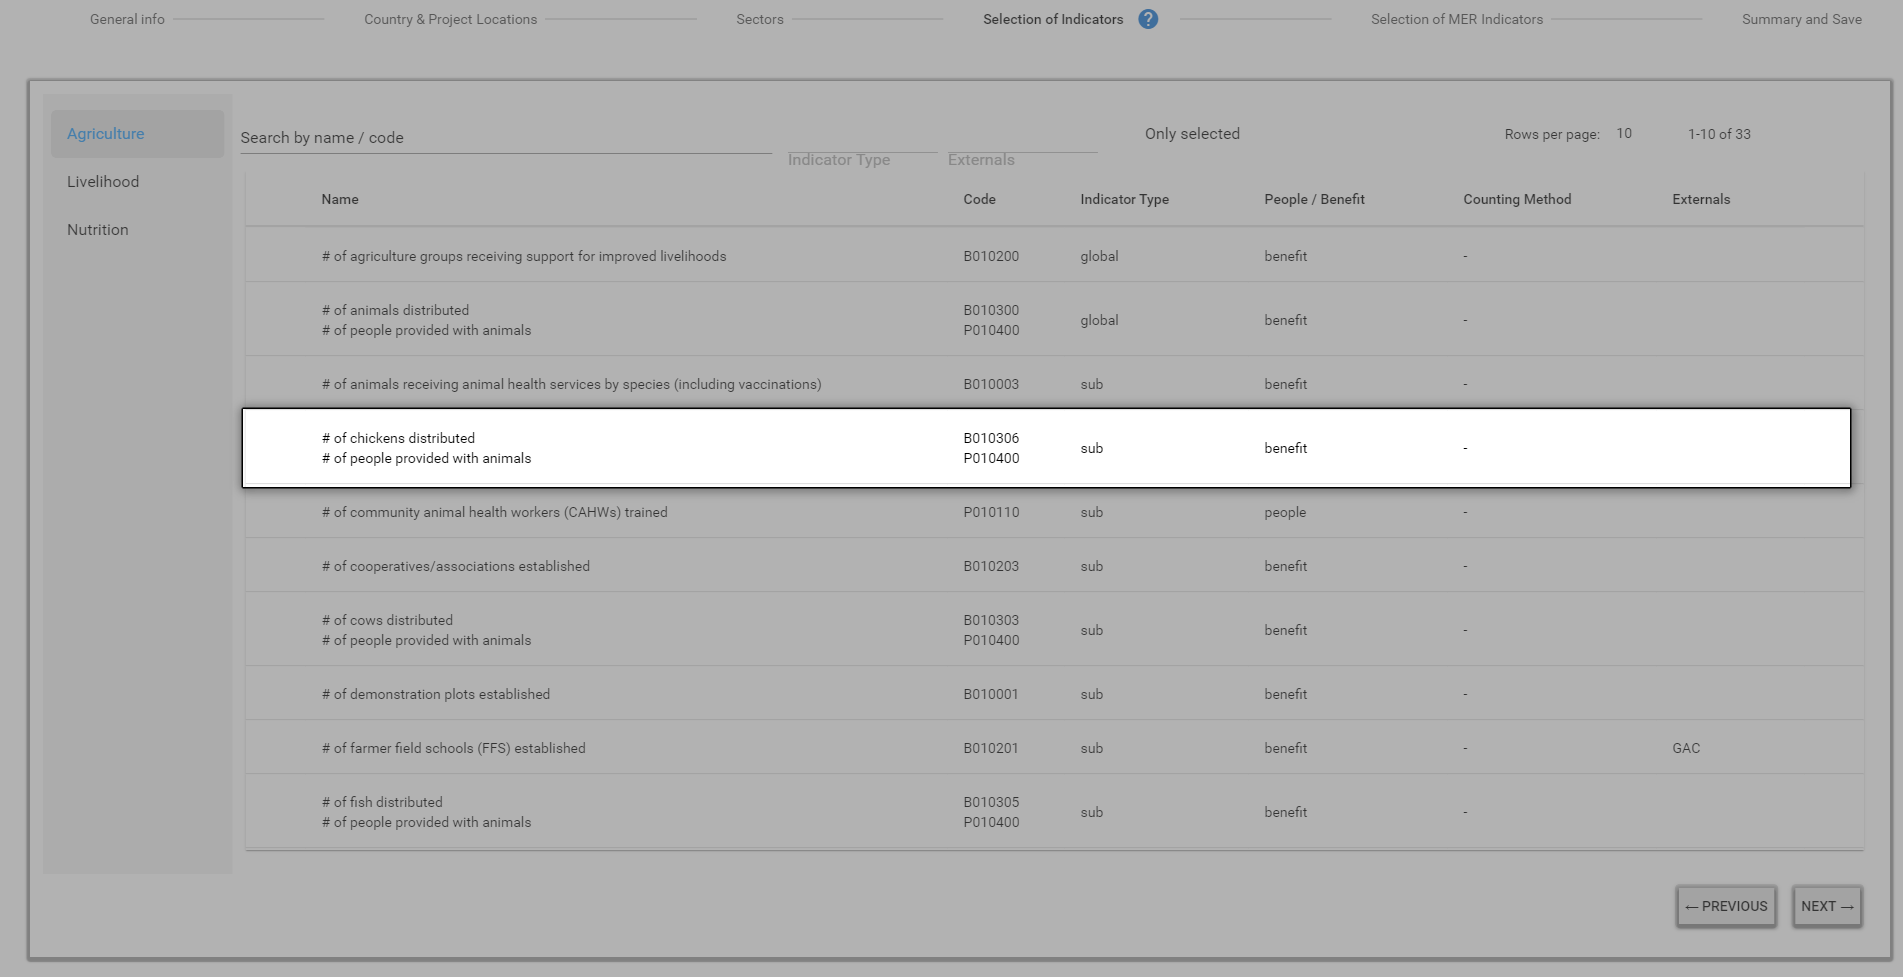 General info
Country & Project Locations
Sectors
Selection of Indicators ?
Selection of MER Indicators
Summary and Save
Agriculture
Livelihood
Nutrition
Search by name / code
Indicator Type
Externals
Only selected
Rows per page: 10 1-10 of 33
Name Code Indicator Type People / Benefit Counting Method Externals
# of agriculture groups receiving support for improved livelihoods B010200 global benefit -
# of animals distributed B010300
# of people provided with animals P010400 global benefit -
# of animals receiving animal health services by species (including vaccinations) B010003 sub benefit -
# of chickens distributed B010306
# of people provided with animals P010400 sub benefit -
# of community animal health workers (CAHWs) trained P010110 sub people -
# of cooperatives/associations established B010203 sub benefit -
# of cows distributed B010303
# of people provided with animals P010400 sub benefit -
# of demonstration plots established B010001 sub benefit -
# of farmer field schools (FFS) established B010201 sub benefit - GAC
# of fish distributed B010305
# of people provided with animals P010400 sub benefit -
← PREVIOUS NEXT →